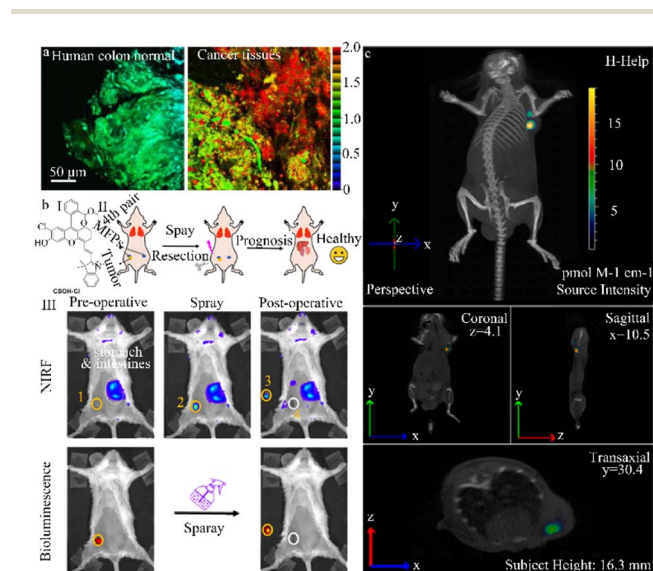 a Human colon normal
Cancer tissues
50 μm
2.0
1.5
1.0
0.5
0
b
I
II
4th pair
MFPs
Tumor
Cl
HO
O
O
CSOH-Cl
Spay
Resection
Prognosis
Healthy
III
Pre-operative
Spray
Post-operative
NIRF
stomach
& intestines
1
2
3
Bioluminescence
Sparay
c
H-Help
15
10
5
y
z
x
Perspective
pmol M-1 cm-1
Source Intensity
Coronal
z=4.1
y
x
Sagittal
x−10.5
y
z
Transaxial
y=30.4
z
x
Subject Height: 16.3 mm